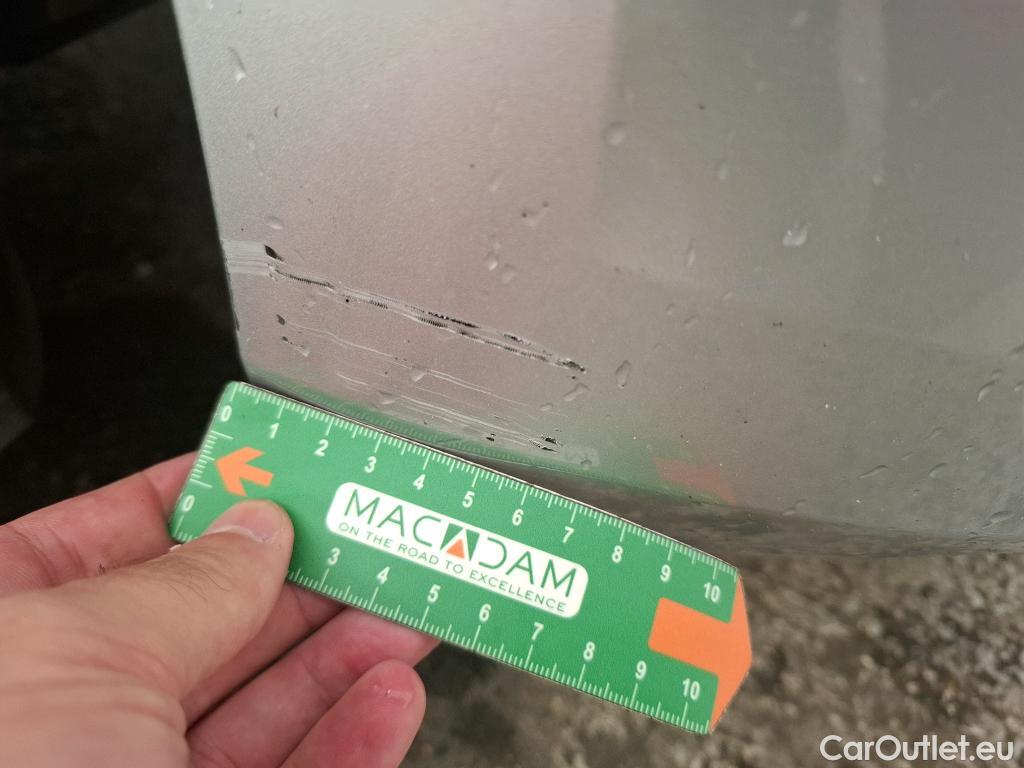 0 1 2 3 4 5 6 7 8 9 10
MACADAM
ON THE ROAD TO EXCELLENCE
0 3 4 5 6 7 8 9 10
CarOutlet.eu